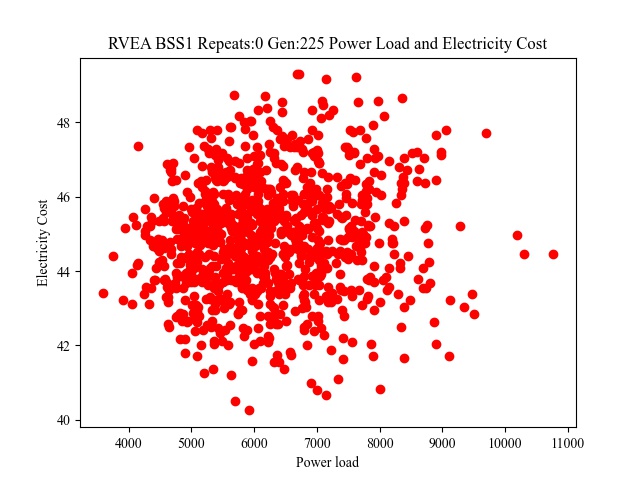 RVEA BSS1 Repeats:0 Gen:225 Power Load and Electricity Cost
48
46
44
42
40
Electricity Cost
4000 5000 6000 7000 8000 9000 10000 11000
Power load